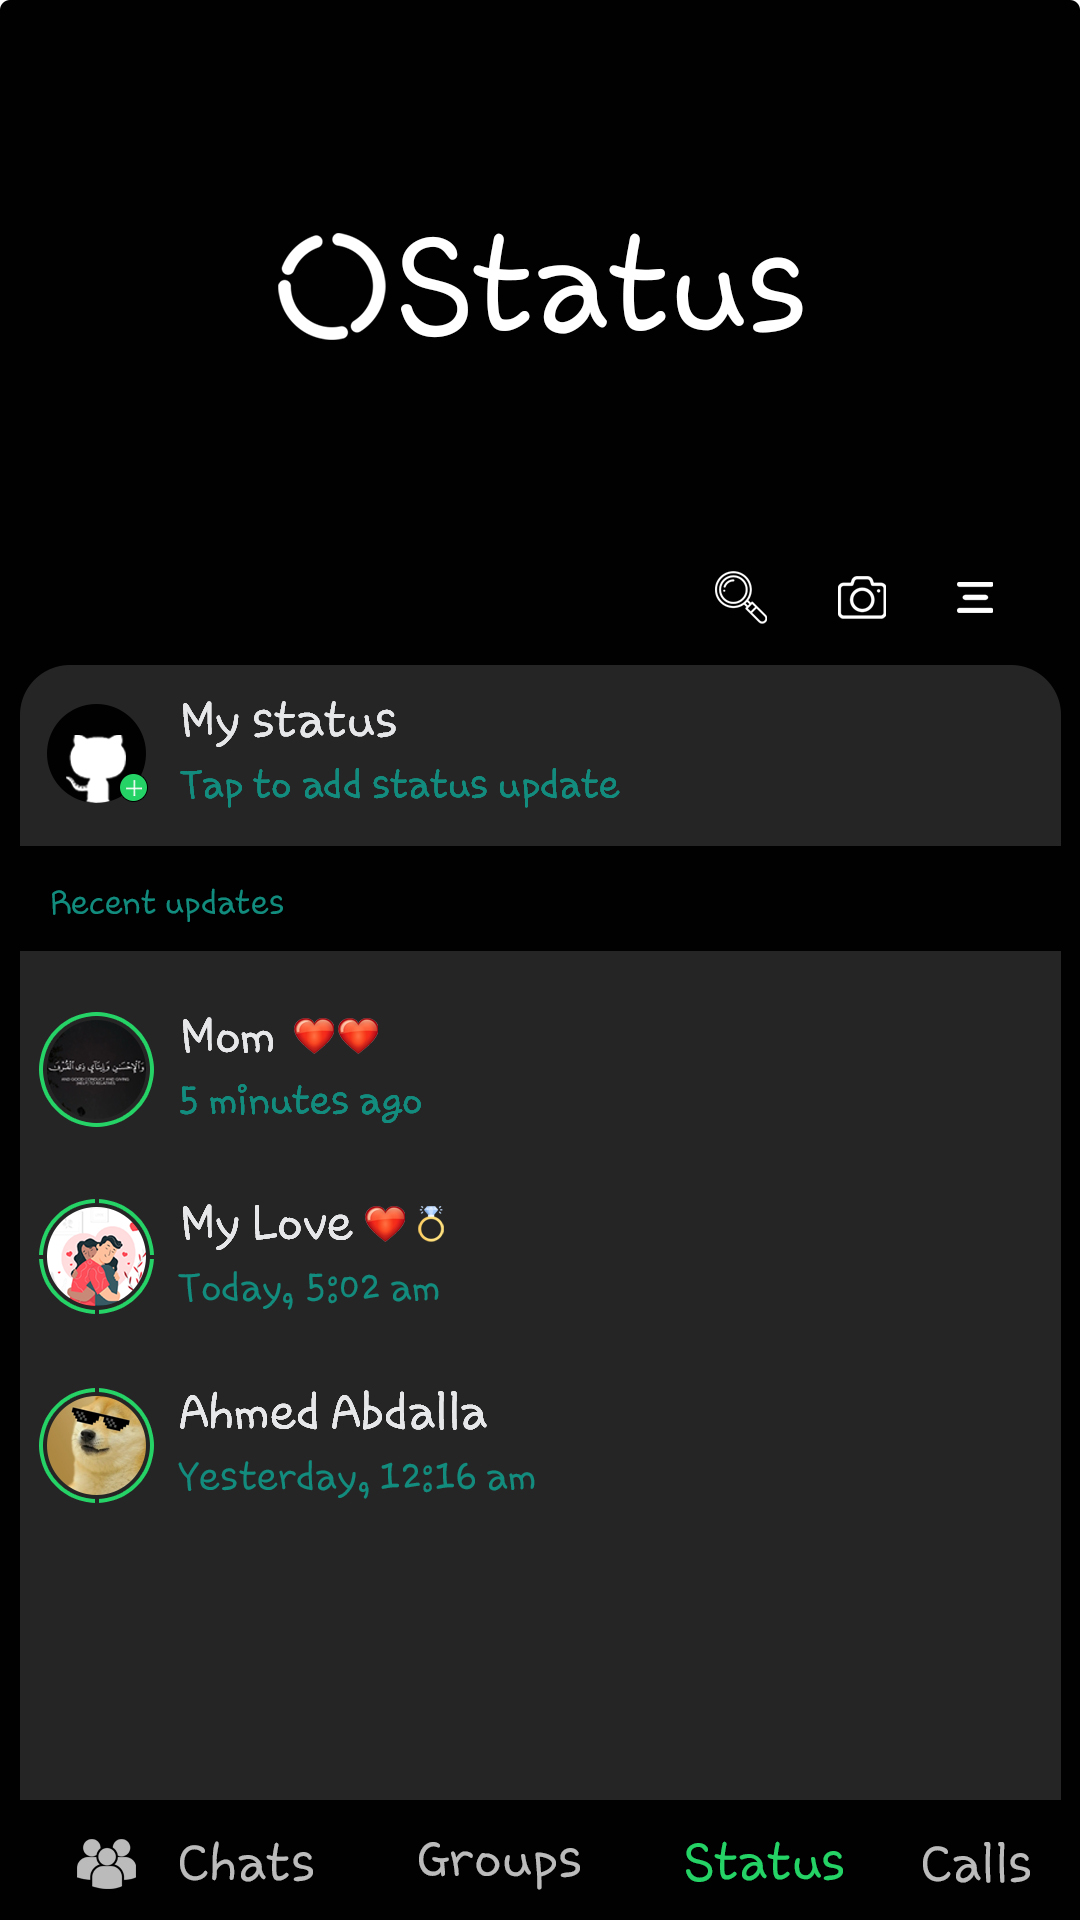 Status
My status
Tap to add status update
Recent updates
Mom ❤️❤️
5 minutes ago
My Love ❤️💍
Today, 5:02 am
Ahmed Abdalla
Yesterday, 12:16 am
Chats Groups Status Calls